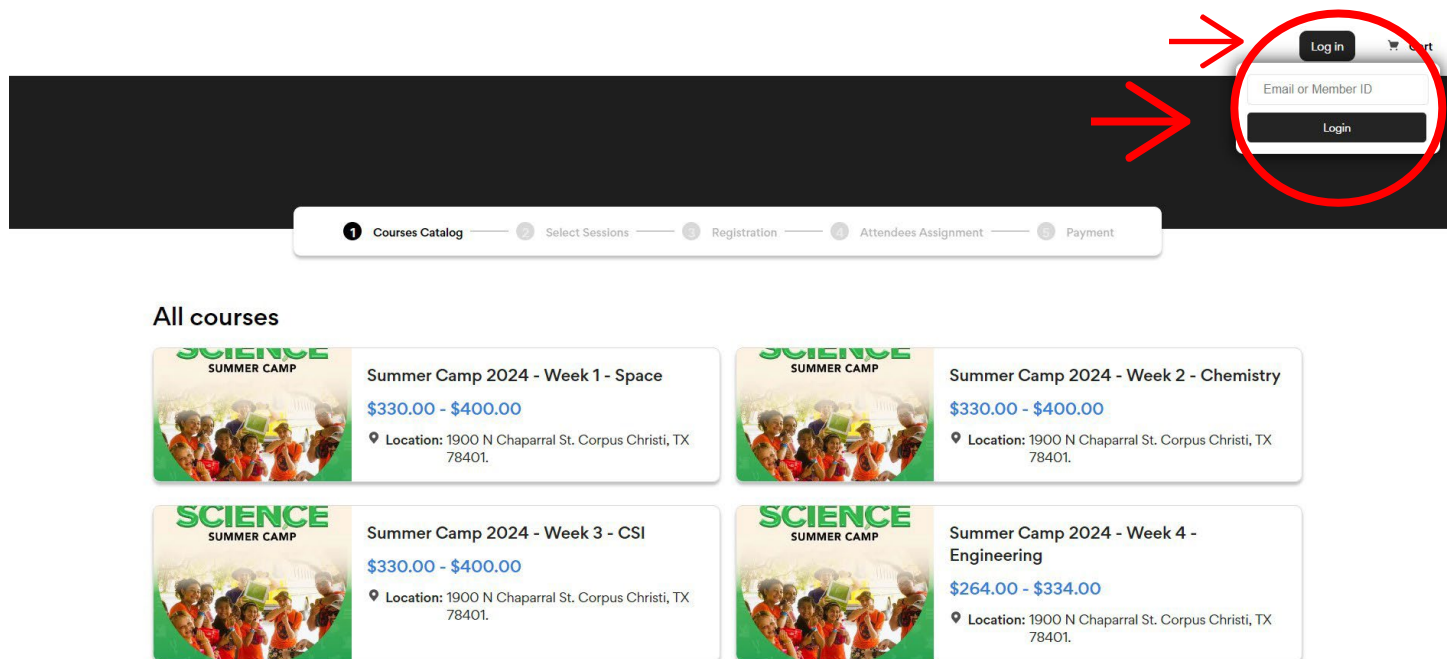 Log in
Cart
Email or Member ID
Login
1 Courses Catalog 2 Select Sessions 3 Registration 4 Attendees Assignment 5 Payment
All courses
SCIENCE
SUMMER CAMP
Summer Camp 2024 - Week 1 - Space
$330.00 - $400.00
Location: 1900 N Chaparral St. Corpus Christi, TX
78401.
SCIENCE
SUMMER CAMP
Summer Camp 2024 - Week 2 - Chemistry
$330.00 - $400.00
Location: 1900 N Chaparral St. Corpus Christi, TX
78401.
SCIENCE
SUMMER CAMP
Summer Camp 2024 - Week 3 - CSI
$330.00 - $400.00
Location: 1900 N Chaparral St. Corpus Christi, TX
78401.
SCIENCE
SUMMER CAMP
Summer Camp 2024 - Week 4 -
Engineering
$264.00 - $334.00
Location: 1900 N Chaparral St. Corpus Christi, TX
78401.